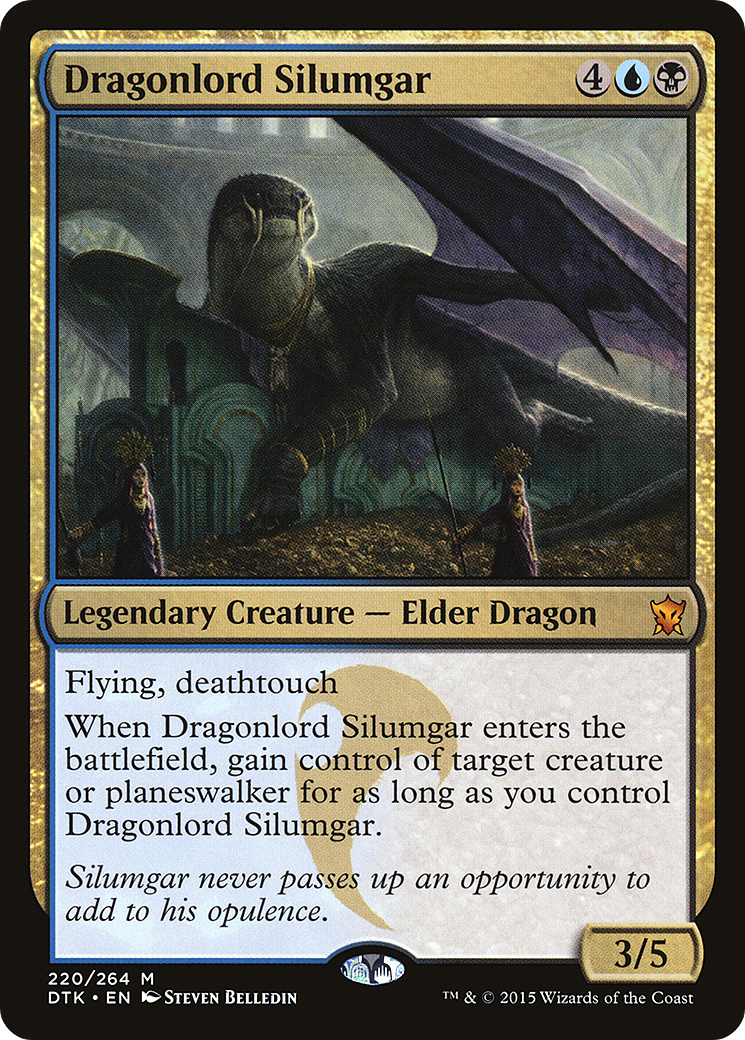 Dragonlord Silumgar 4
Legendary Creature — Elder Dragon
Flying, deathtouch
When Dragonlord Silumgar enters the
battlefield, gain control of target creature
or planeswalker for as long as you control
Dragonlord Silumgar.
Silumgar never passes up an opportunity to
add to his opulence.
3/5
220/264 M
DTK • EN Steven Belledin
™ & © 2015 Wizards of the Coast